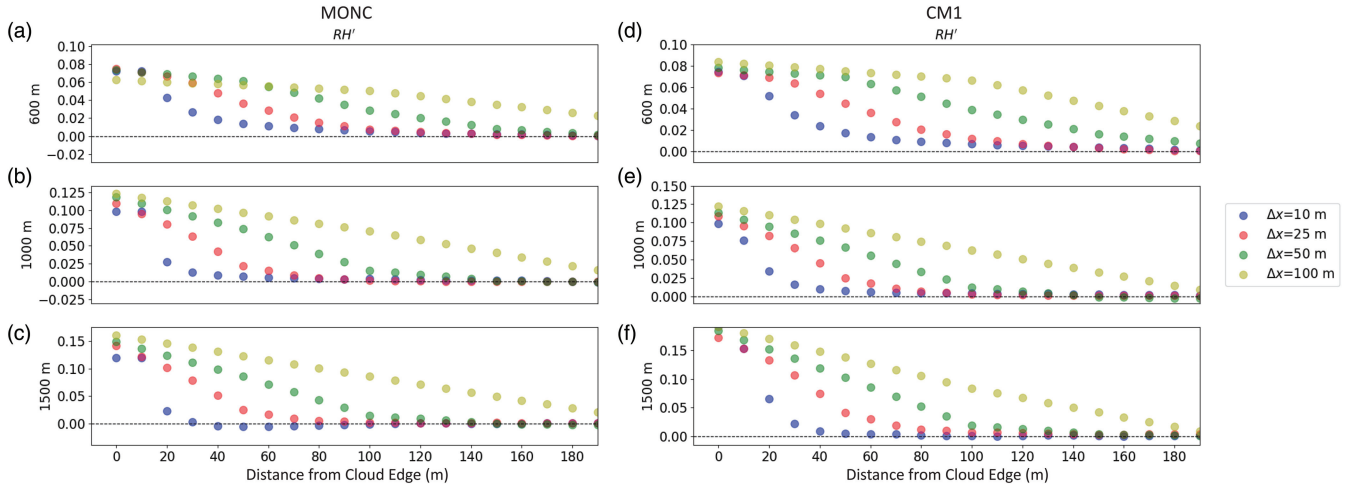 MONC
(a)
RH'
0.10
0.08
0.06
0.04
0.02
0.00
−0.02
600 m
(b)
0.125
0.100
0.075
0.050
0.025
0.000
−0.025
1000 m
(c)
0.15
0.10
0.05
0.00
1500 m
0 20 40 60 80 100 120 140 160 180
Distance from Cloud Edge (m)
CM1
(d)
RH'
0.10
0.08
0.06
0.04
0.02
0.00
600 m
(e)
0.150
0.125
0.100
0.075
0.050
0.025
0.000
1000 m
(f)
0.15
0.10
0.05
0.00
1500 m
0 20 40 60 80 100 120 140 160 180
Distance from Cloud Edge (m)
Δx=10 m
Δx=25 m
Δx=50 m
Δx=100 m